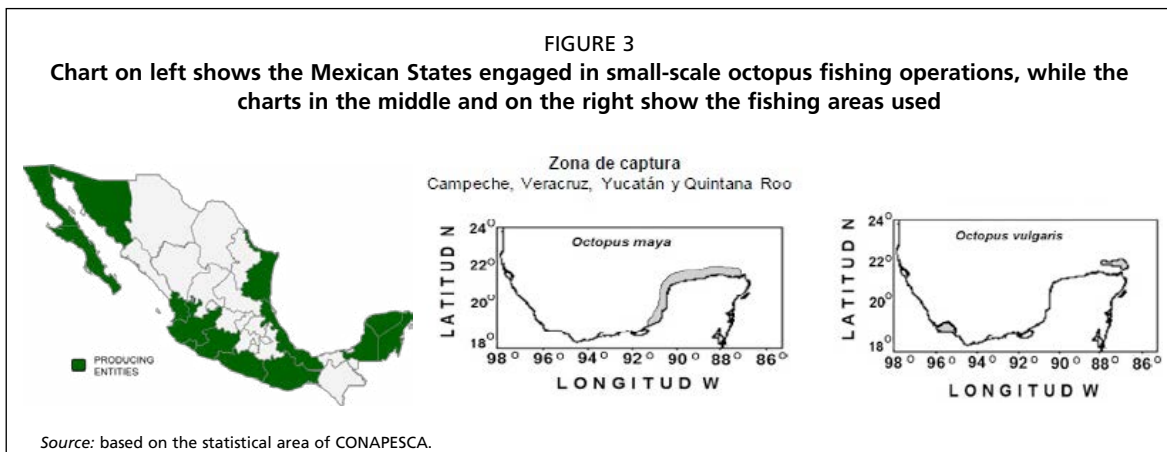 FIGURE 3
Chart on left shows the Mexican States engaged in small-scale octopus fishing operations, while the
charts in the middle and on the right show the fishing areas used
PRODUCING
ENTITIES
Zona de captura
Campeche, Veracruz, Yucatán y Quintana Roo
Octopus maya
LATITUD N
24°
22°
20°
18°
98° 96° 94° 92° 90° 88° 86°
LONGITUD W
Octopus vulgaris
LATITUD N
24°
22°
20°
18°
98° 96° 94° 92° 90° 88° 86°
LONGITUD W
Source: based on the statistical area of CONAPESCA.